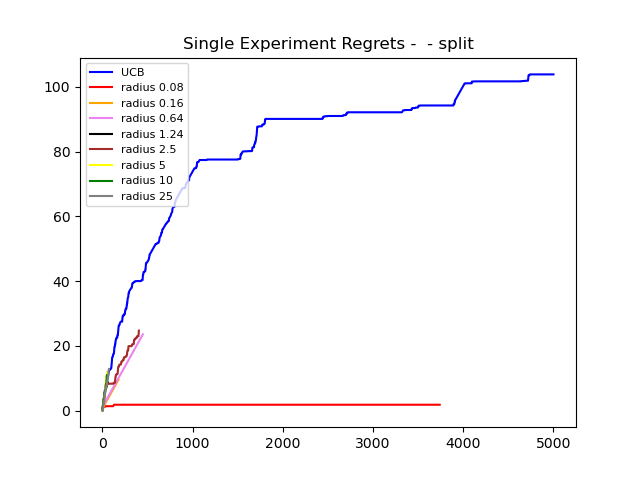 Single Experiment Regrets -  - split
UCB
radius 0.08
radius 0.16
radius 0.64
radius 1.24
radius 2.5
radius 5
radius 10
radius 25
100
80
60
40
20
0
0 1000 2000 3000 4000 5000